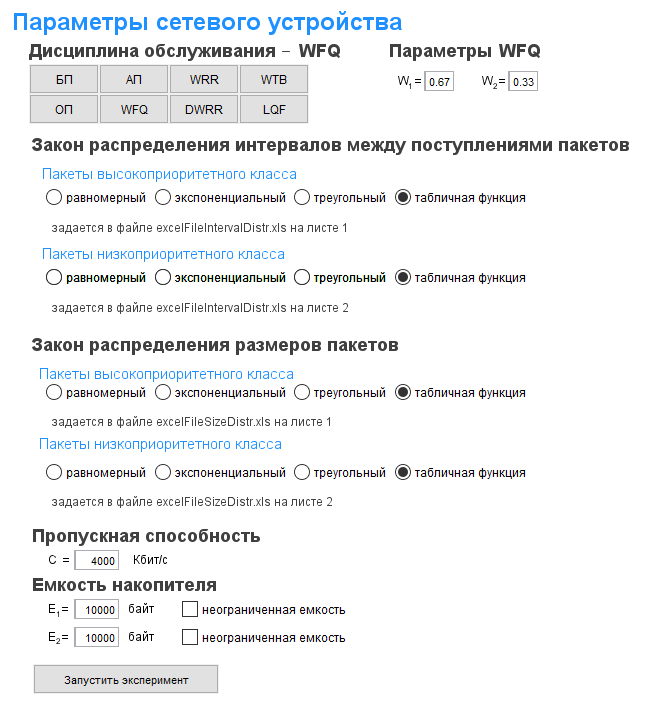 Параметры сетевого устройства
Дисциплина обслуживания – WFQ Параметры WFQ
БП АП WRR WTB W1= 0.67 W2= 0.33
ОП WFQ DWRR LQF
Закон распределения интервалов между поступлениями пакетов
Пакеты высокоприоритетного класса
равномерный экспоненциальный треугольный табличная функция
задается в файле excelFileIntervalDistr.xls на листе 1
Пакеты низкоприоритетного класса
равномерный экспоненциальный треугольный табличная функция
задается в файле excelFileIntervalDistr.xls на листе 2
Закон распределения размеров пакетов
Пакеты высокоприоритетного класса
равномерный экспоненциальный треугольный табличная функция
задается в файле excelFileSizeDistr.xls на листе 1
Пакеты низкоприоритетного класса
равномерный экспоненциальный треугольный табличная функция
задается в файле excelFileSizeDistr.xls на листе 2
Пропускная способность
C = 4000 Кбит/с
Емкость накопителя
E1= 10000 байт неограниченная емкость
E2= 10000 байт неограниченная емкость
Запустить эксперимент